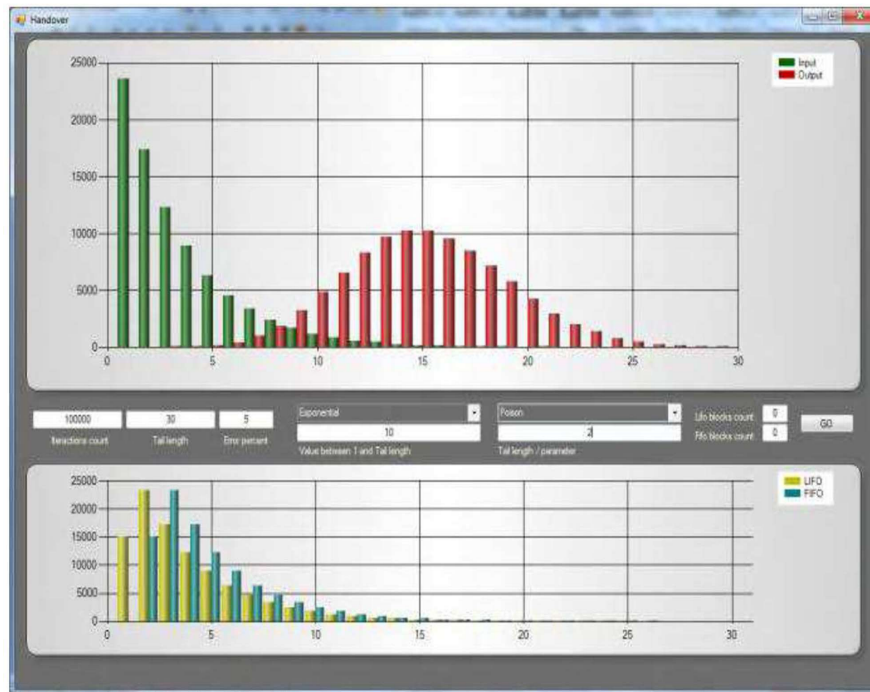 Handover
Input
Output
25000
20000
15000
10000
5000
0
0 5 10 15 20 25 30
100000 30 5 Exponential Poison Lifo blocks count 0
10 2 Fifo blocks count 0 GO
Iteractions count Tail length Error percent Value between 1 and Tail length Tail length / parameter
LIFO
FIFO
25000
20000
15000
10000
5000
0
0 5 10 15 20 25 30